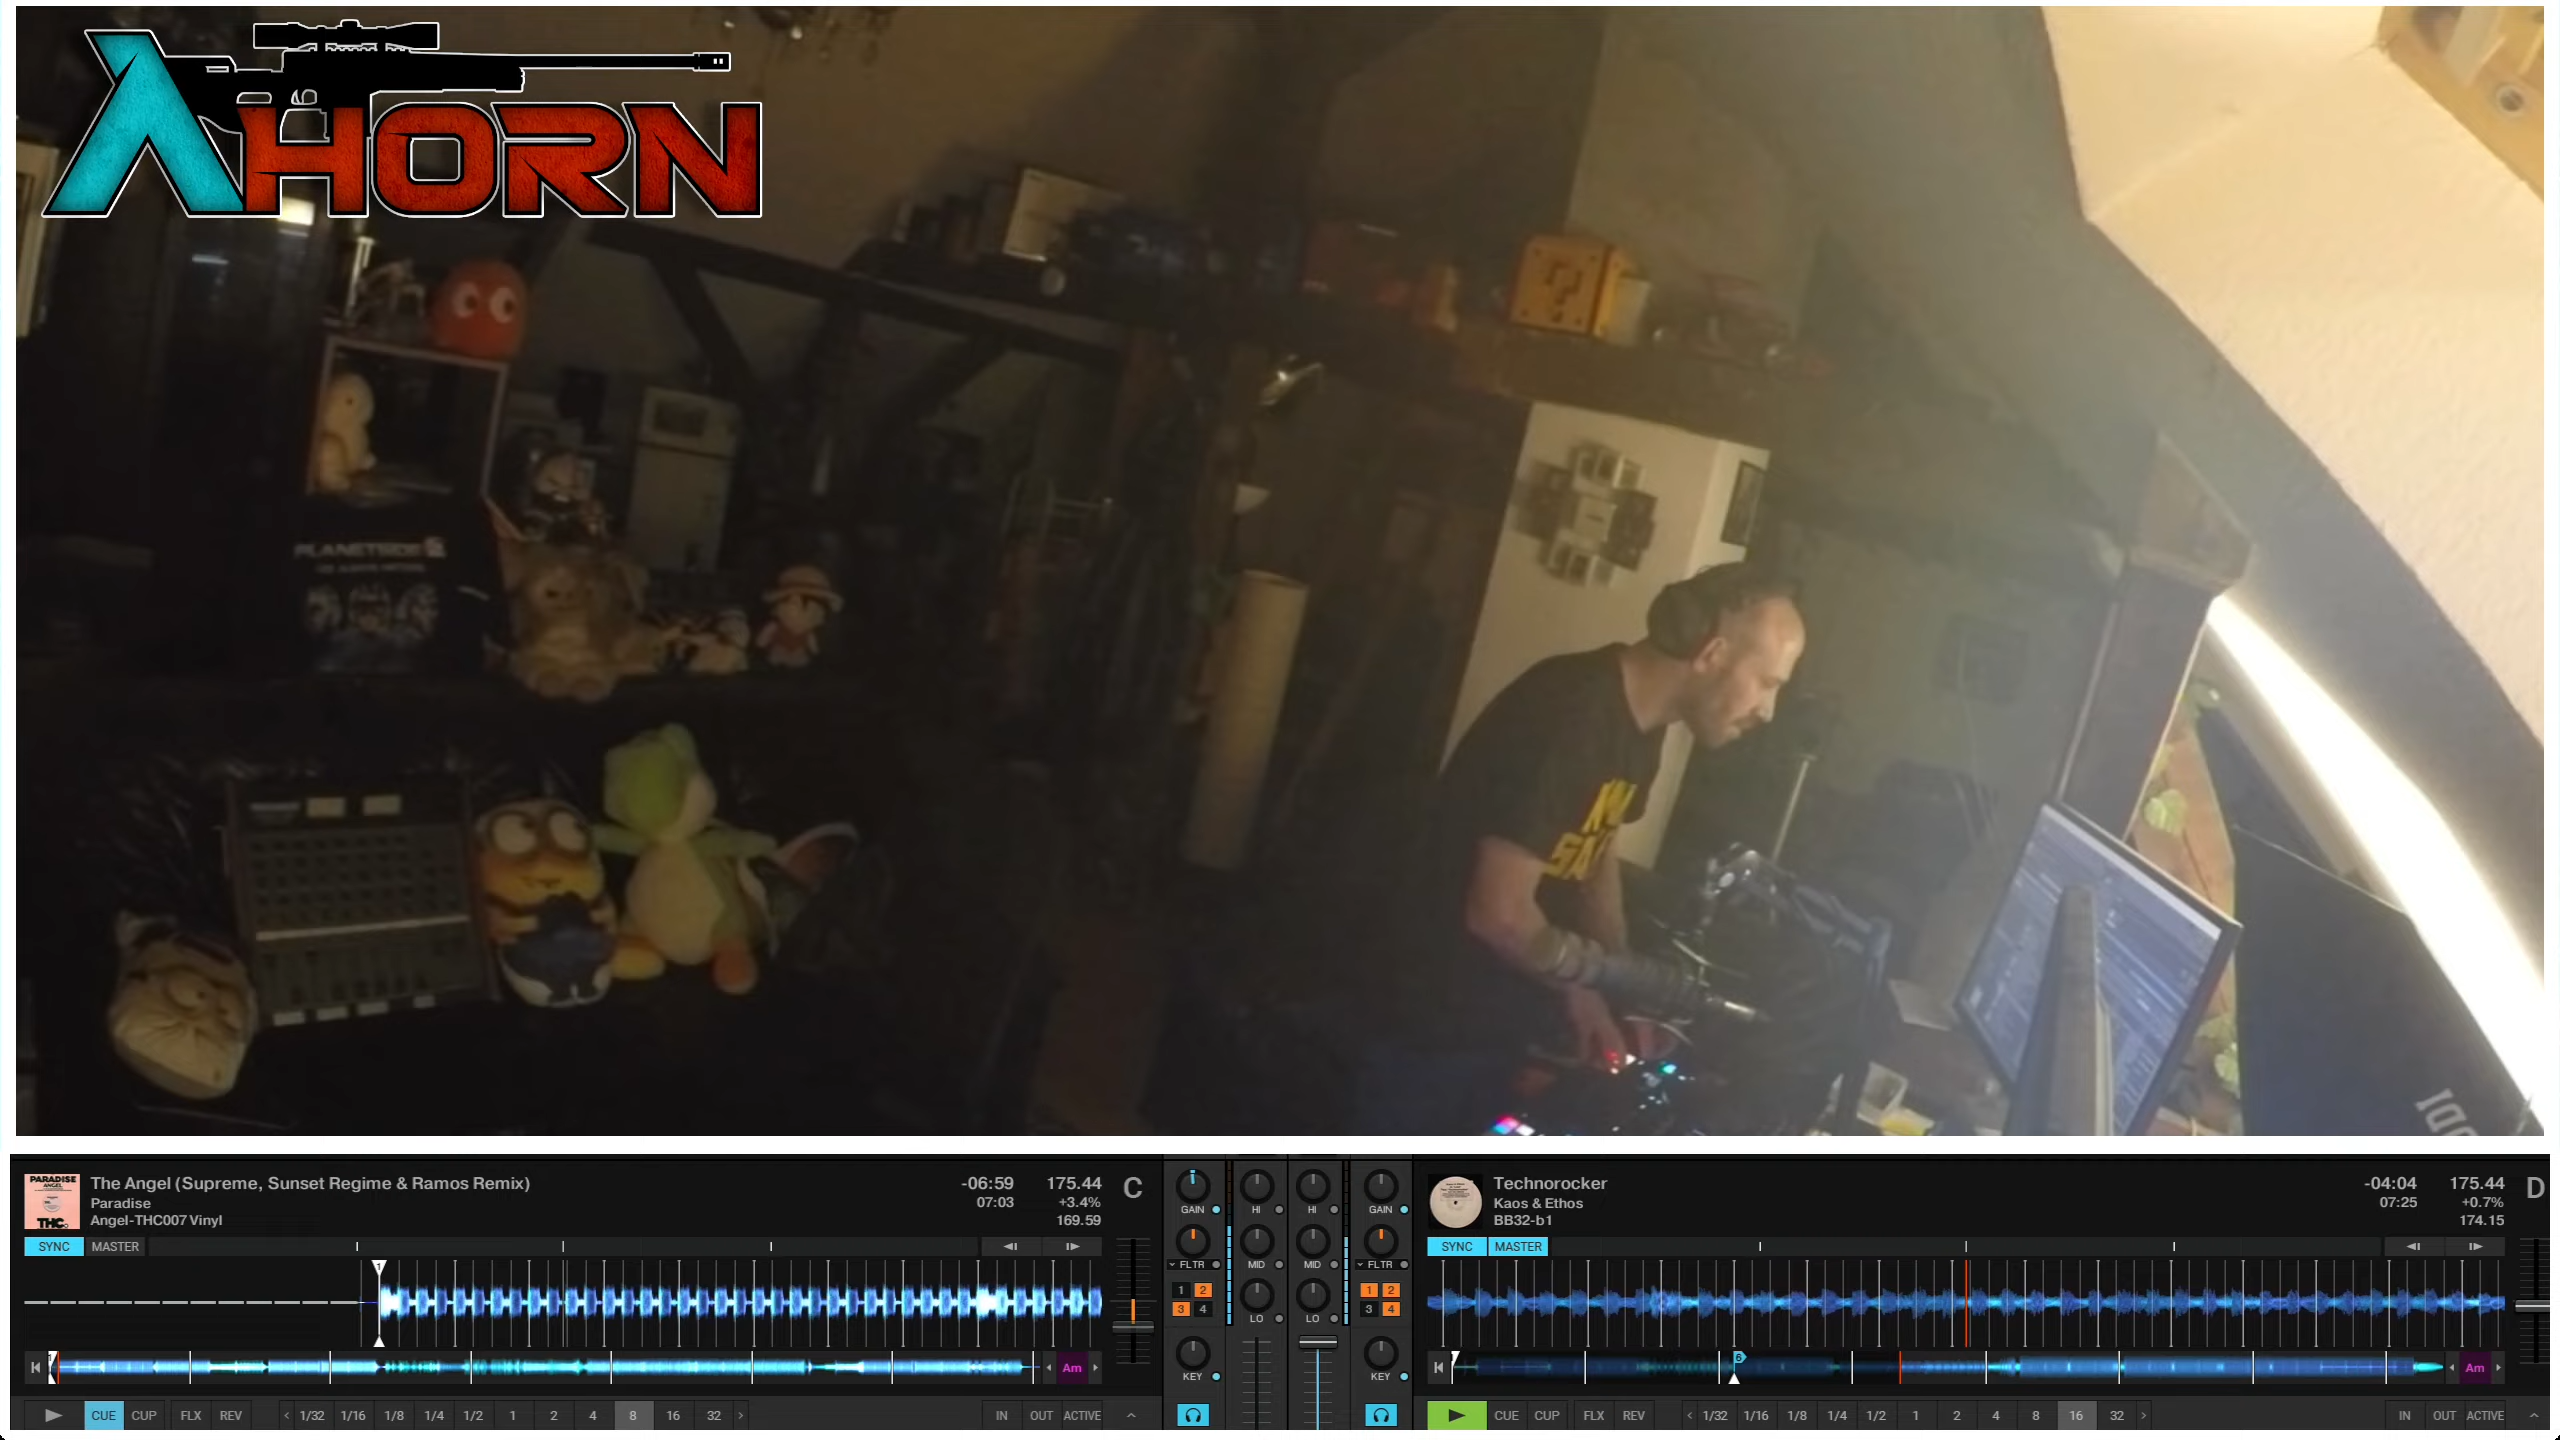 AHORN
PLANETSIDE 2
?
The Angel (Supreme, Sunset Regime & Ramos Remix)
Paradise
Angel-THC007 Vinyl
-06:59
07:03
175.44
+3.4%
169.59
C
PARADISE
ANGEL
THC
SYNC
MASTER
1
Am
CUE
CUP
FLX
REV
< 1/32 1/16 1/8 1/4 1/2 1 2 4 8 16 32 >
IN
OUT
ACTIVE
GAIN
HI
HI
GAIN
FLTR
MID
MID
FLTR
1 2
3 4
1 2
3 4
LO
LO
KEY
KEY
Technorocker
Kaos & Ethos
BB32-b1
-04:04
07:25
175.44
+0.7%
174.15
D
SYNC
MASTER
6
Am
CUE
CUP
FLX
REV
< 1/32 1/16 1/8 1/4 1/2 1 2 4 8 16 32 >
IN
OUT
ACTIVE